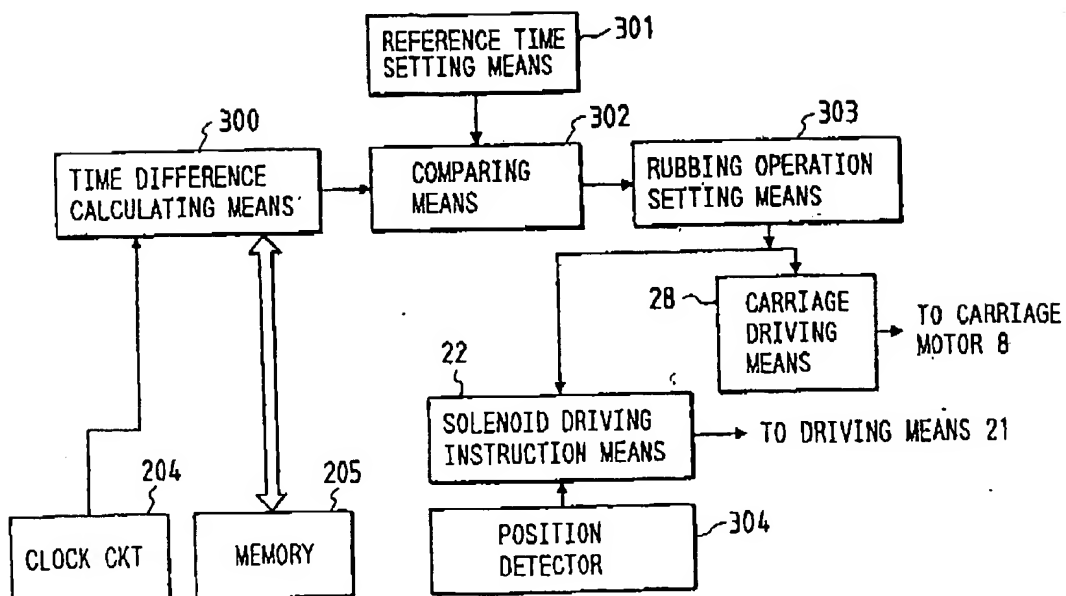 301
REFERENCE TIME
SETTING MEANS
300
302
303
TIME DIFFERENCE
CALCULATING MEANS
COMPARING
MEANS
RUBBING OPERATION
SETTING MEANS
28
CARRIAGE
DRIVING
MEANS
TO CARRIAGE
MOTOR 8
22
SOLENOID DRIVING
INSTRUCTION MEANS
TO DRIVING MEANS 21
204
205
304
CLOCK CKT
MEMORY
POSITION
DETECTOR